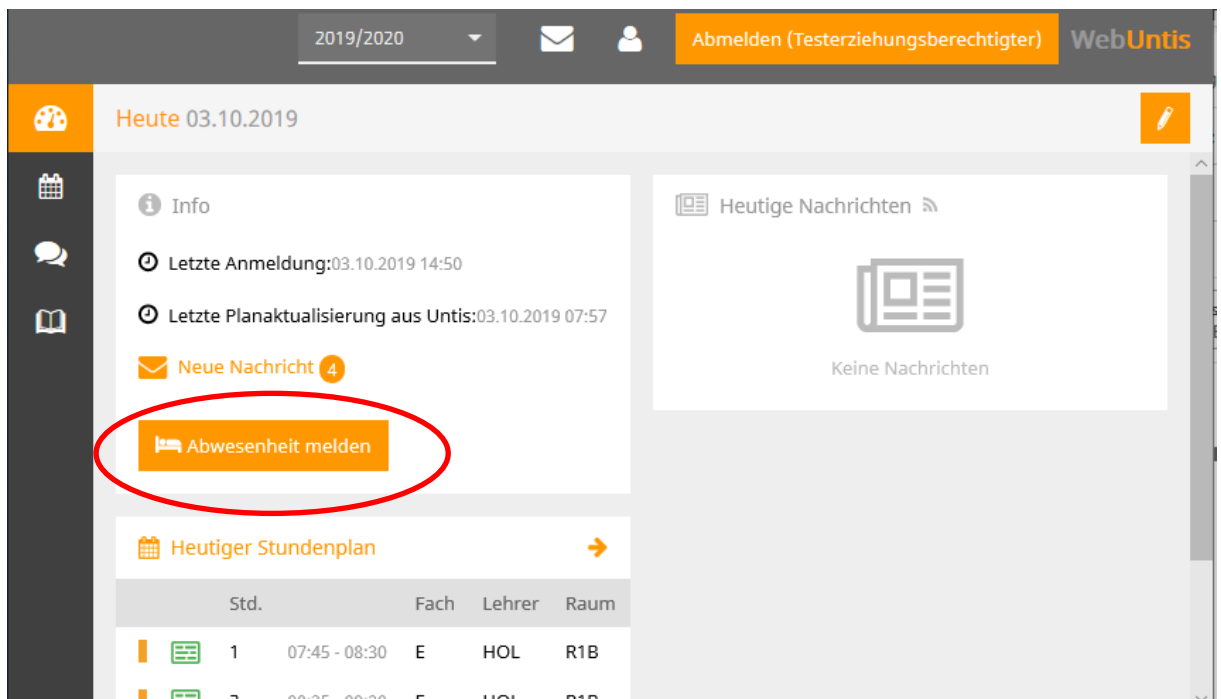 2019/2020
Abmelden (Testerziehungsberechtigter)
WebUntis
Heute 03.10.2019
Info
Letzte Anmeldung:03.10.2019 14:50
Letzte Planaktualisierung aus Untis:03.10.2019 07:57
Neue Nachricht 4
Abwesenheit melden
Heutige Nachrichten
Keine Nachrichten
Heutiger Stundenplan
Std. Fach Lehrer Raum
1 07:45 - 08:30 E HOL R1B